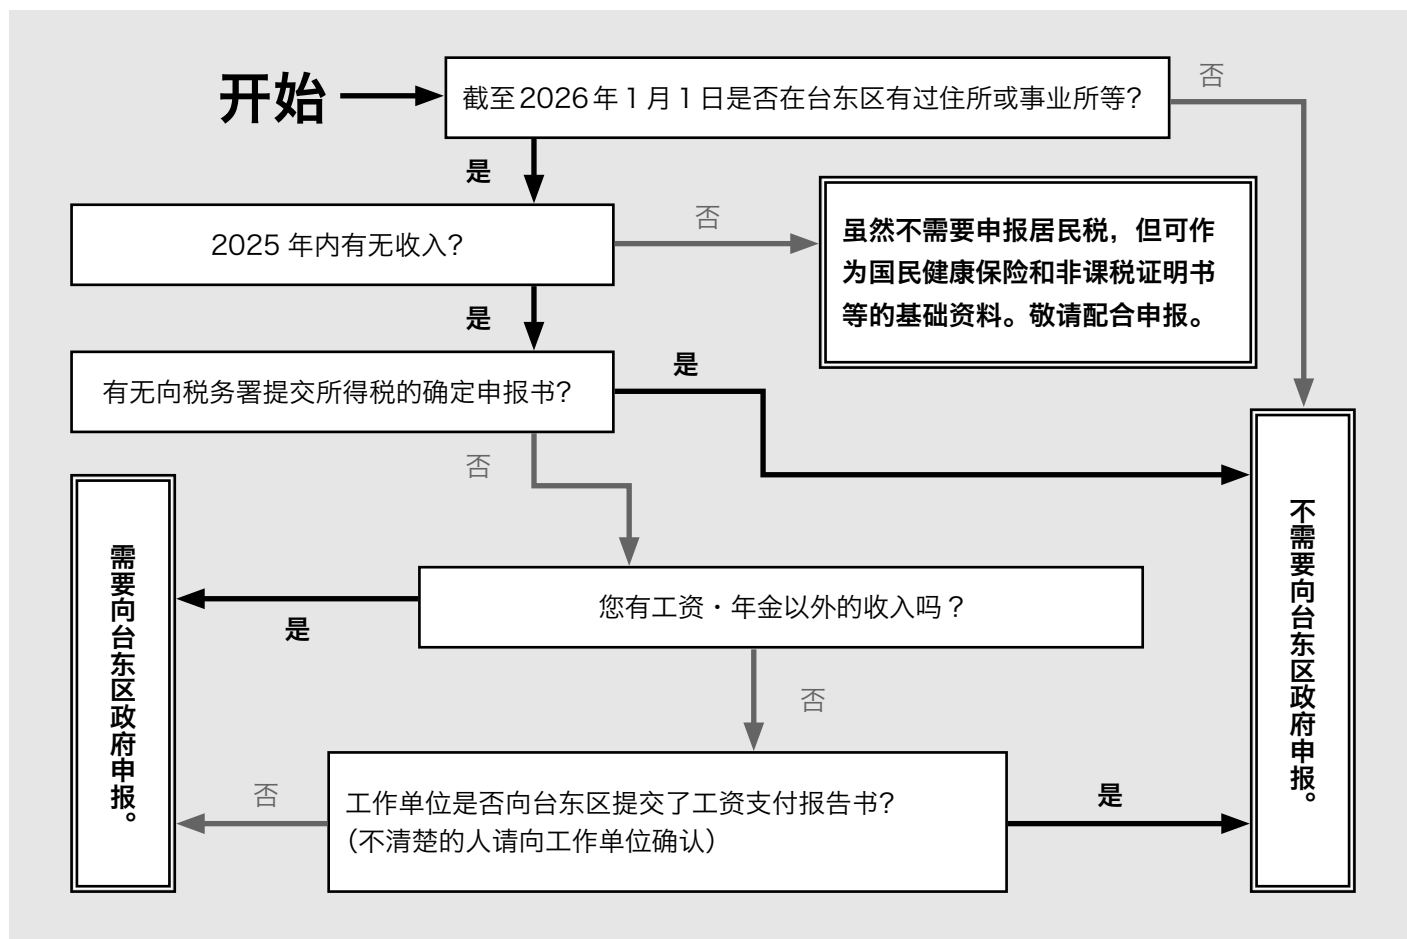 开始
截至2026年1月1日是否在台东区有过住所或事业所等?
否
是
2025 年内有无收入?
否
虽然不需要申报居民税，但可作
为国民健康保险和非课税证明书
等的基础资料。敬请配合申报。
是
有无向税务署提交所得税的确定申报书?
是
否
您有工资・年金以外的收入吗？
是
需要向台东区政府申报。
不需要向台东区政府申报。
否
工作单位是否向台东区提交了工资支付报告书?
（不清楚的人请向工作单位确认）
否
是